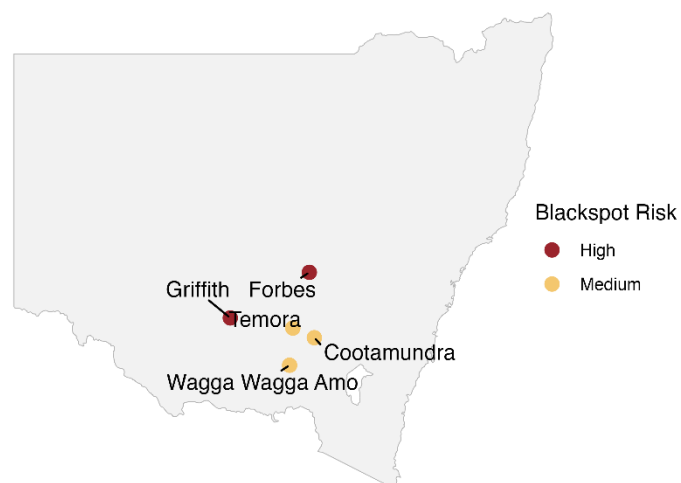 Blackspot Risk
High
Medium
Griffith
Forbes
Temora
Cootamundra
Wagga Wagga Amo